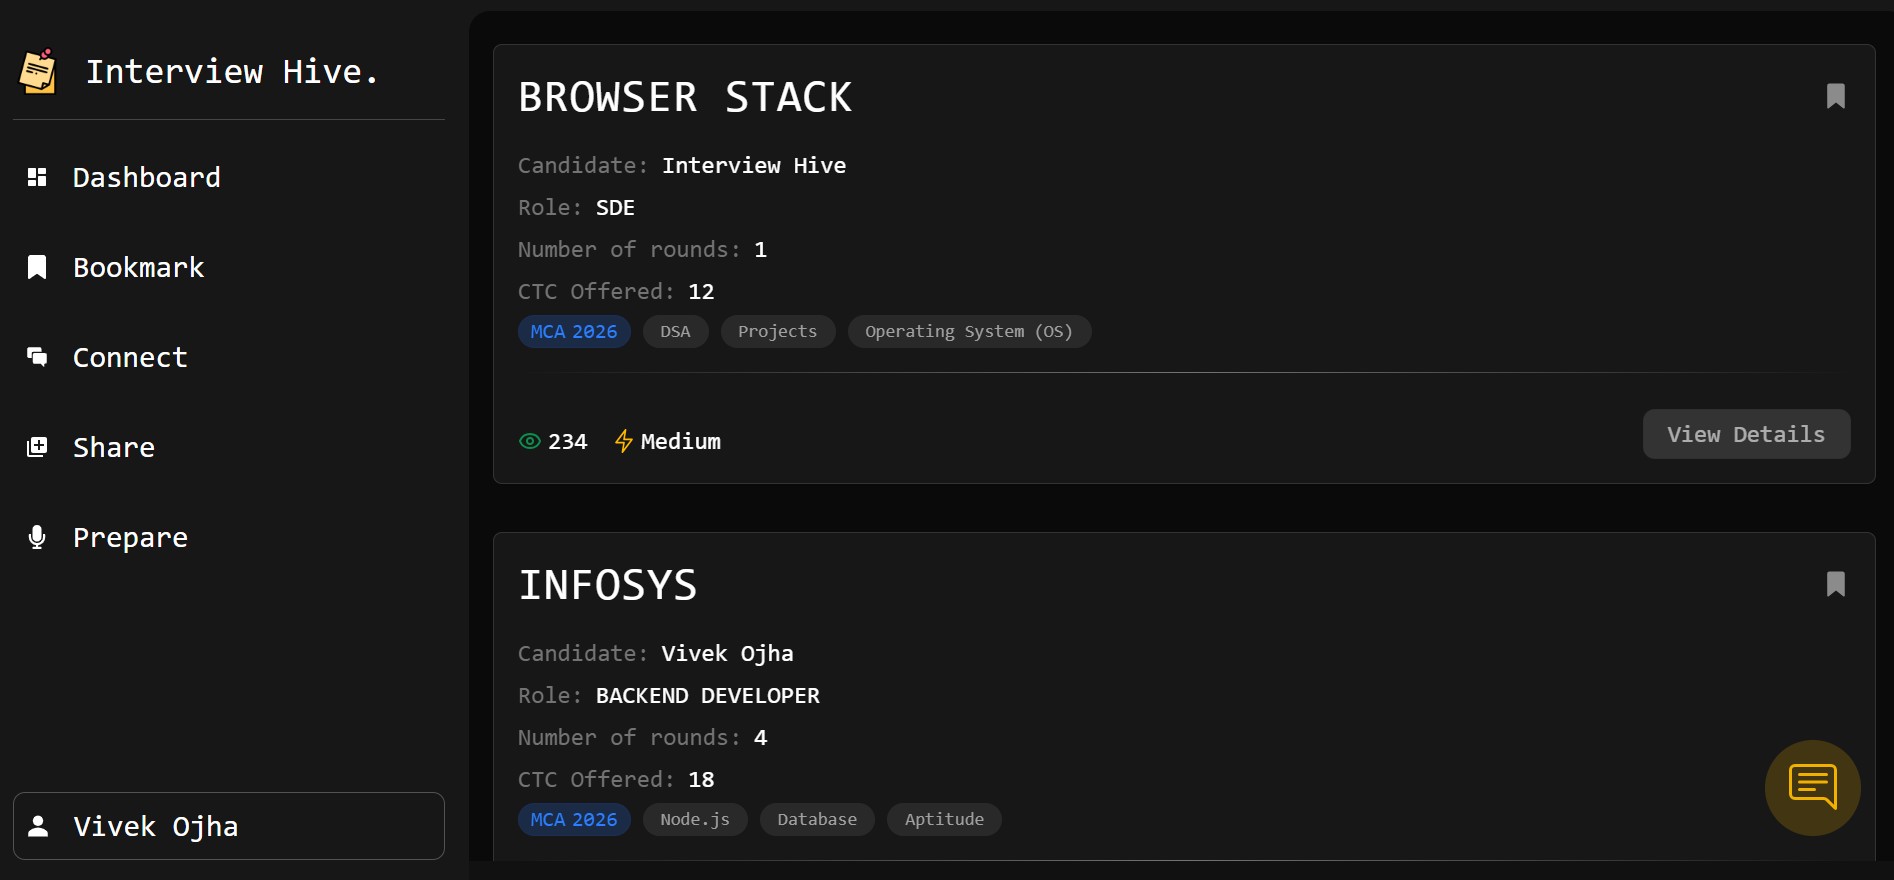 Interview Hive.
Dashboard
Bookmark
Connect
Share
Prepare
Vivek Ojha
BROWSER STACK
Candidate: Interview Hive
Role: SDE
Number of rounds: 1
CTC Offered: 12
MCA 2026 DSA Projects Operating System (OS)
234 Medium View Details
INFOSYS
Candidate: Vivek Ojha
Role: BACKEND DEVELOPER
Number of rounds: 4
CTC Offered: 18
MCA 2026 Node.js Database Aptitude